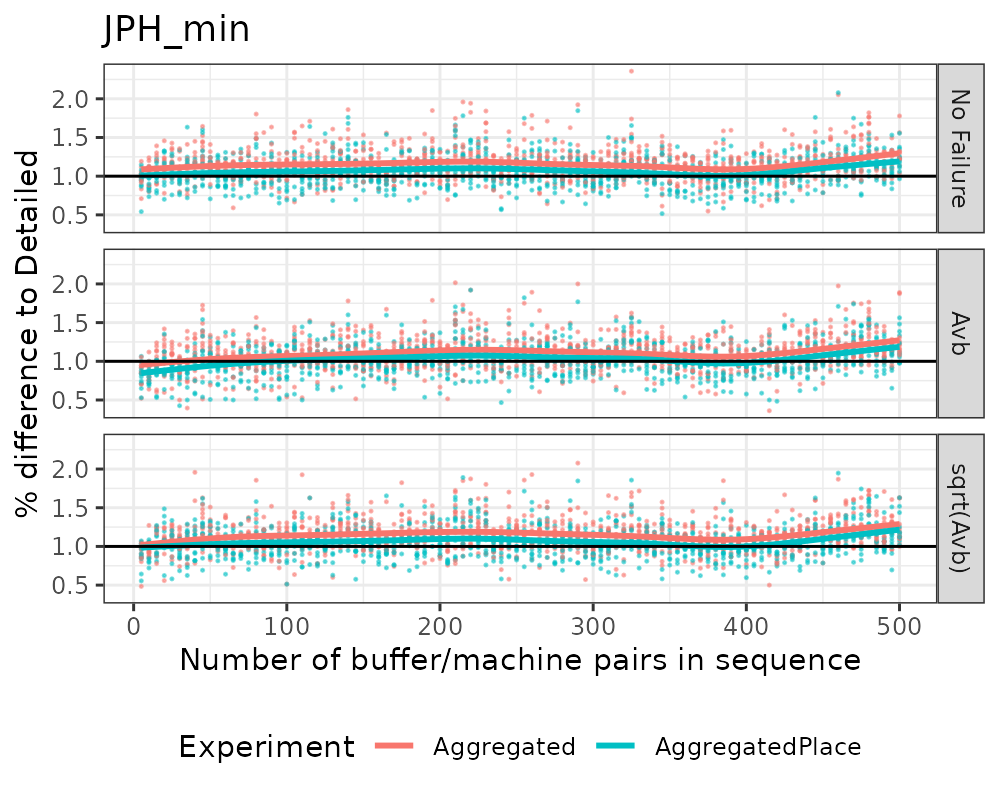 JPH_min
% difference to Detailed
2.0
1.5
1.0
0.5
No Failure
2.0
1.5
1.0
0.5
Avb
2.0
1.5
1.0
0.5
sqrt(Avb)
0 100 200 300 400 500
Number of buffer/machine pairs in sequence
Experiment Aggregated AggregatedPlace